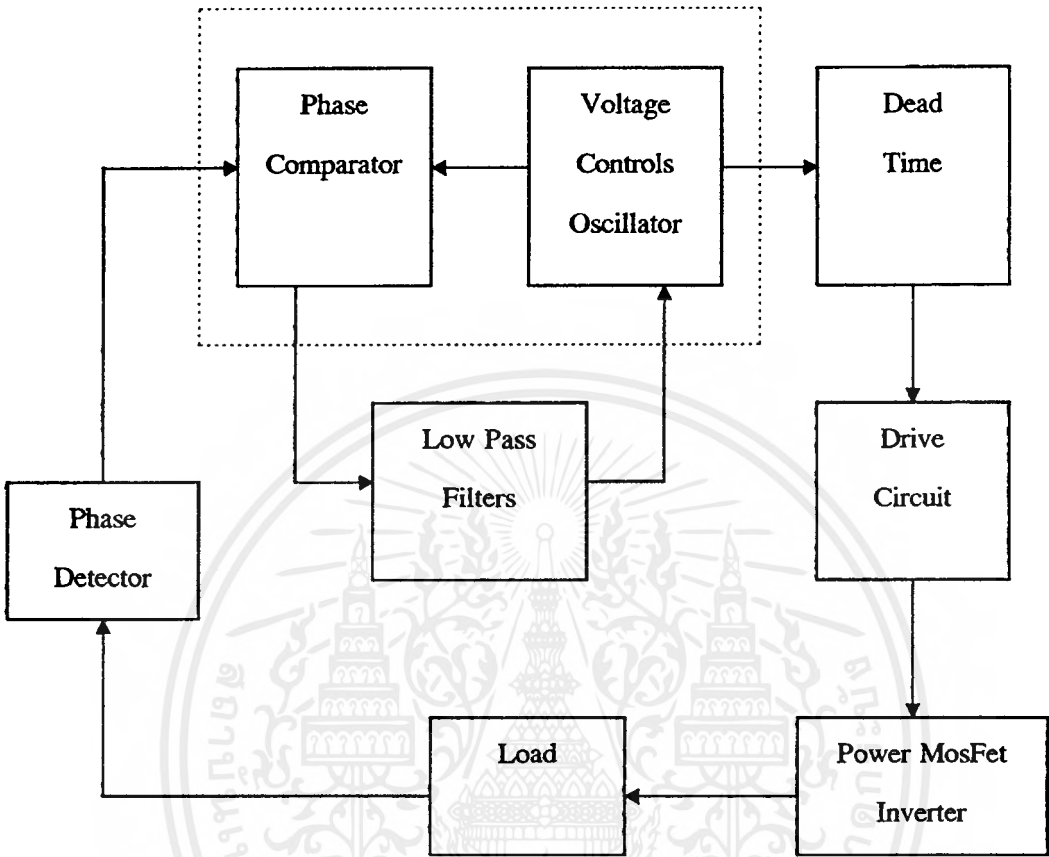 Phase
Comparator
Voltage
Controls
Oscillator
Dead
Time
Low Pass
Filters
Drive
Circuit
Phase
Detector
Load
Power MosFet
Inverter